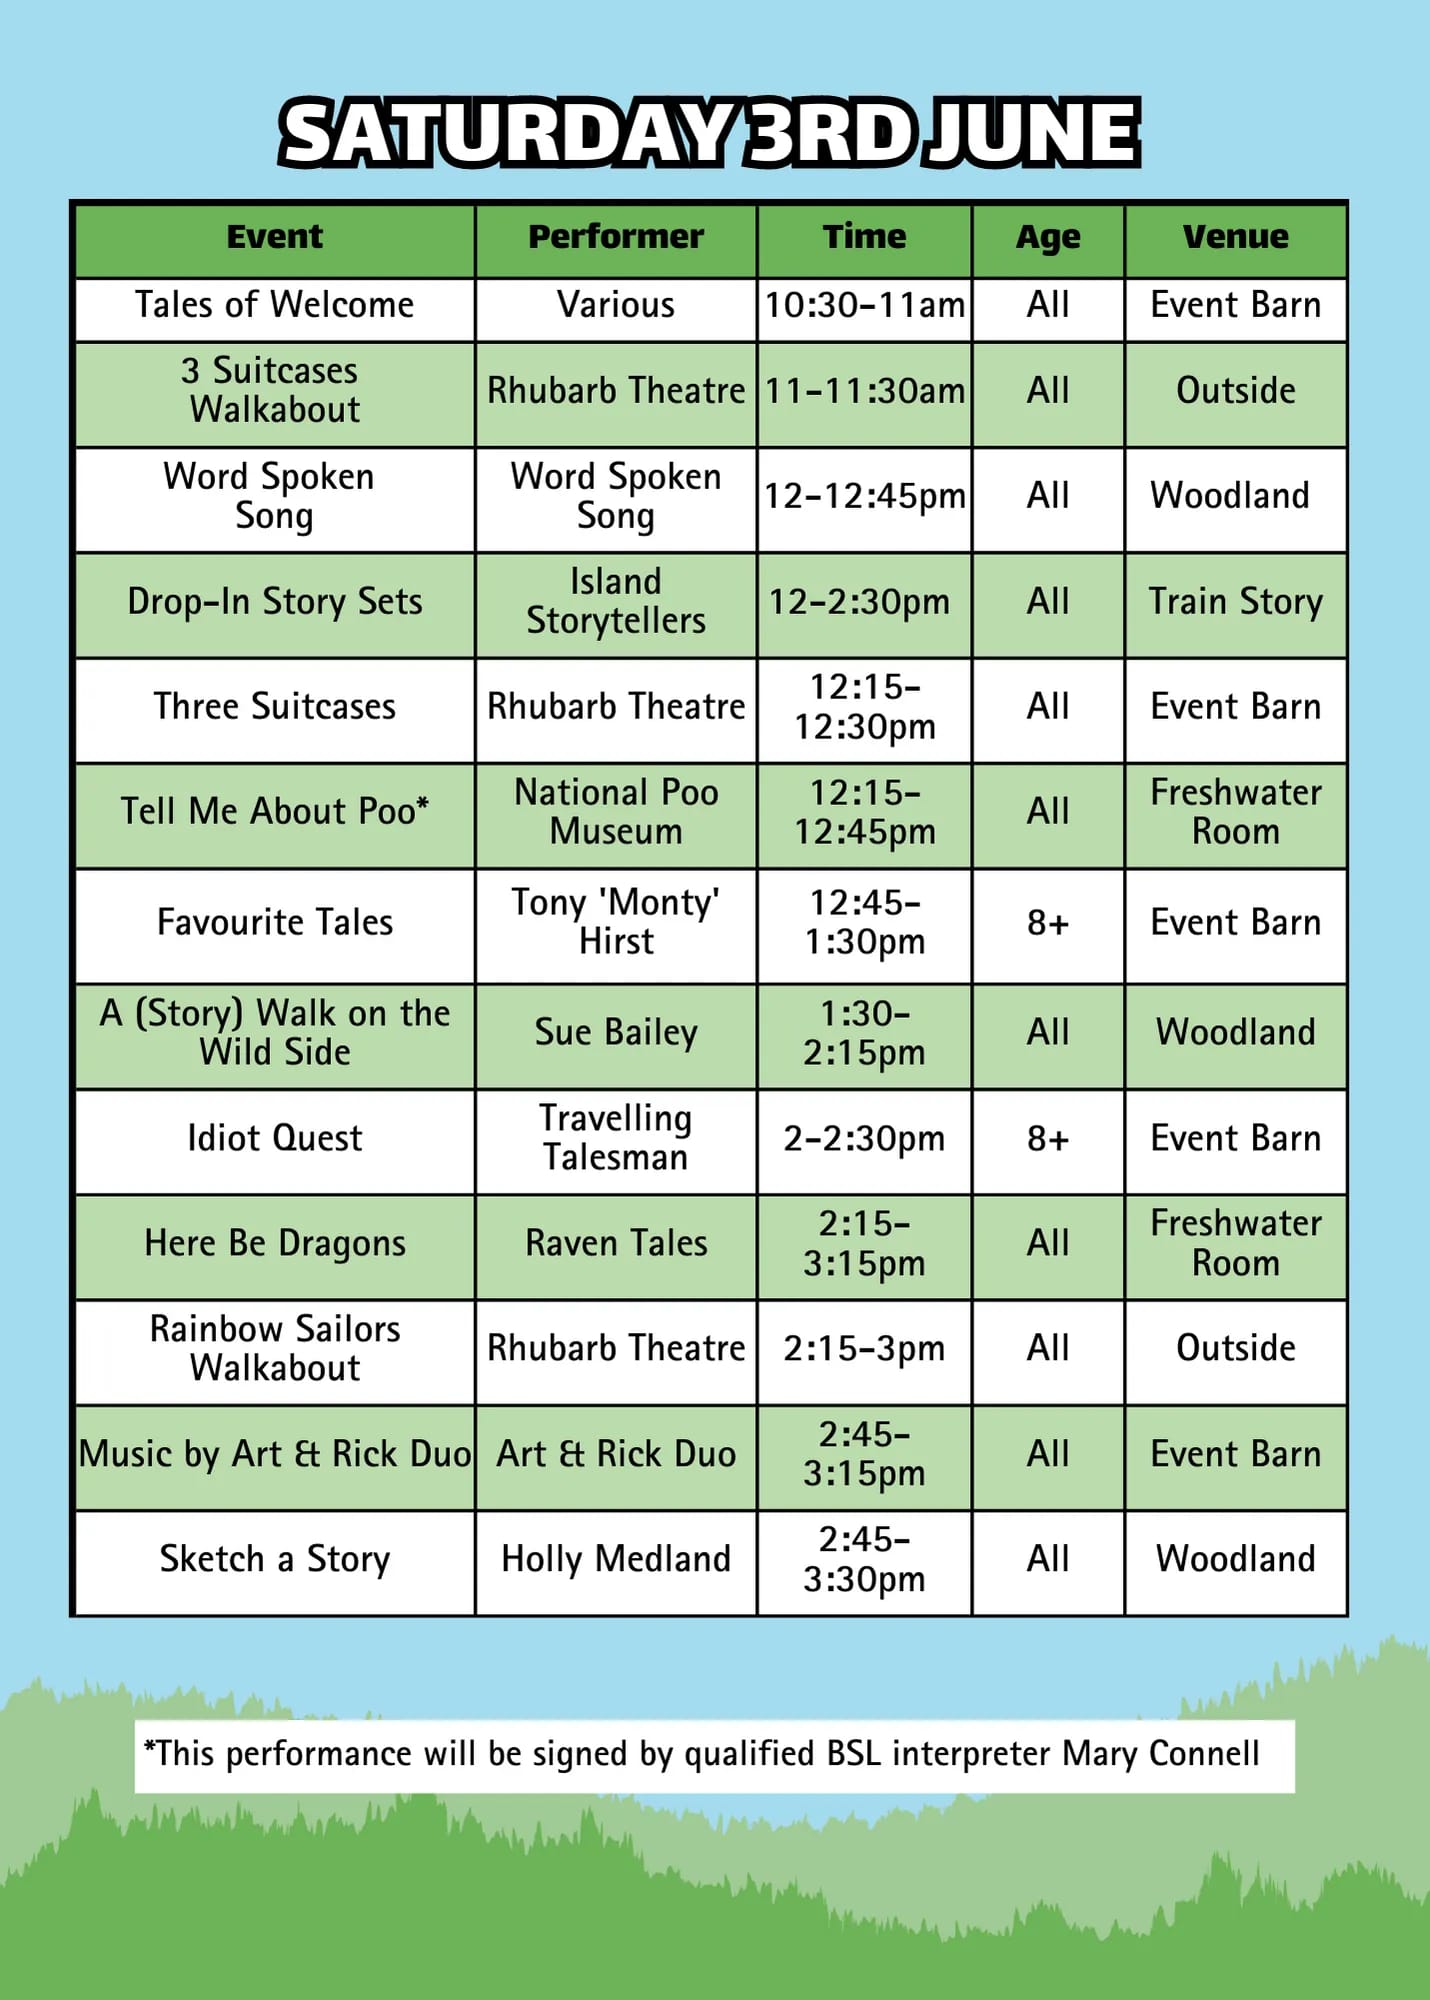 SATURDAY 3RD JUNE
Event Performer Time Age Venue
Tales of Welcome Various 10:30-11am All Event Barn
3 Suitcases
Walkabout
Rhubarb Theatre 11-11:30am All Outside
Word Spoken
Song
Word Spoken
Song
12-12:45pm All Woodland
Drop-In Story Sets
Island
Storytellers
12-2:30pm All Train Story
Three Suitcases Rhubarb Theatre
12:15-
12:30pm
All Event Barn
Tell Me About Poo*
National Poo
Museum
12:15-
12:45pm
All
Freshwater
Room
Favourite Tales
Tony 'Monty'
Hirst
12:45-
1:30pm
8+ Event Barn
A (Story) Walk on the
Wild Side
Sue Bailey
1:30-
2:15pm
All Woodland
Idiot Quest
Travelling
Talesman
2-2:30pm 8+ Event Barn
Here Be Dragons Raven Tales
2:15-
3:15pm
All
Freshwater
Room
Rainbow Sailors
Walkabout
Rhubarb Theatre 2:15-3pm All Outside
Music by Art & Rick Duo Art & Rick Duo
2:45-
3:15pm
All Event Barn
Sketch a Story Holly Medland
2:45-
3:30pm
All Woodland
*This performance will be signed by qualified BSL interpreter Mary Connell